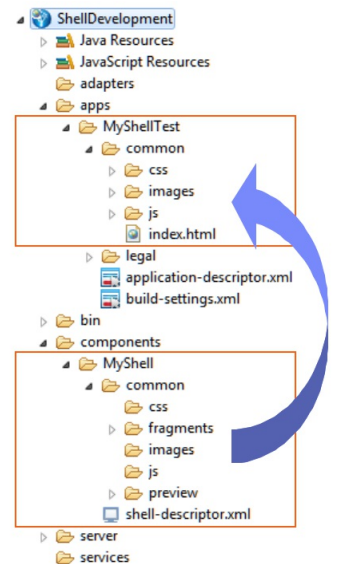 ShellDevelopment
Java Resources
JavaScript Resources
adapters
apps
MyShellTest
common
css
images
js
index.html
legal
application-descriptor.xml
build-settings.xml
bin
components
MyShell
common
css
fragments
images
js
preview
shell-descriptor.xml
server
services